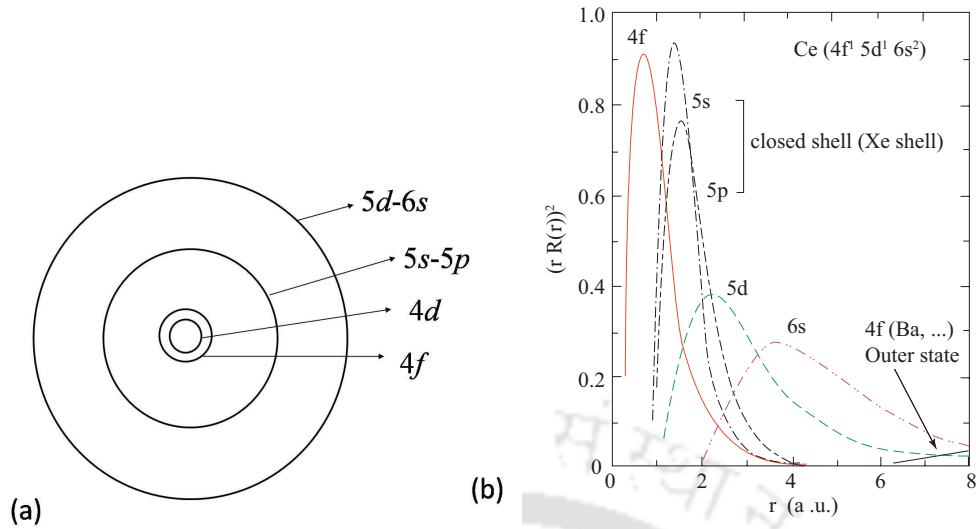 5d-6s
5s-5p
4d
4f
(a)
1.0
0.8
0.6
0.4
0.2
0
0
2
4
6
8
(r R(r))²
r (a .u.)
4f
Ce (4f¹ 5d¹ 6s²)
5s
closed shell (Xe shell)
5p
5d
6s
4f (Ba, ...)
Outer state
(b)